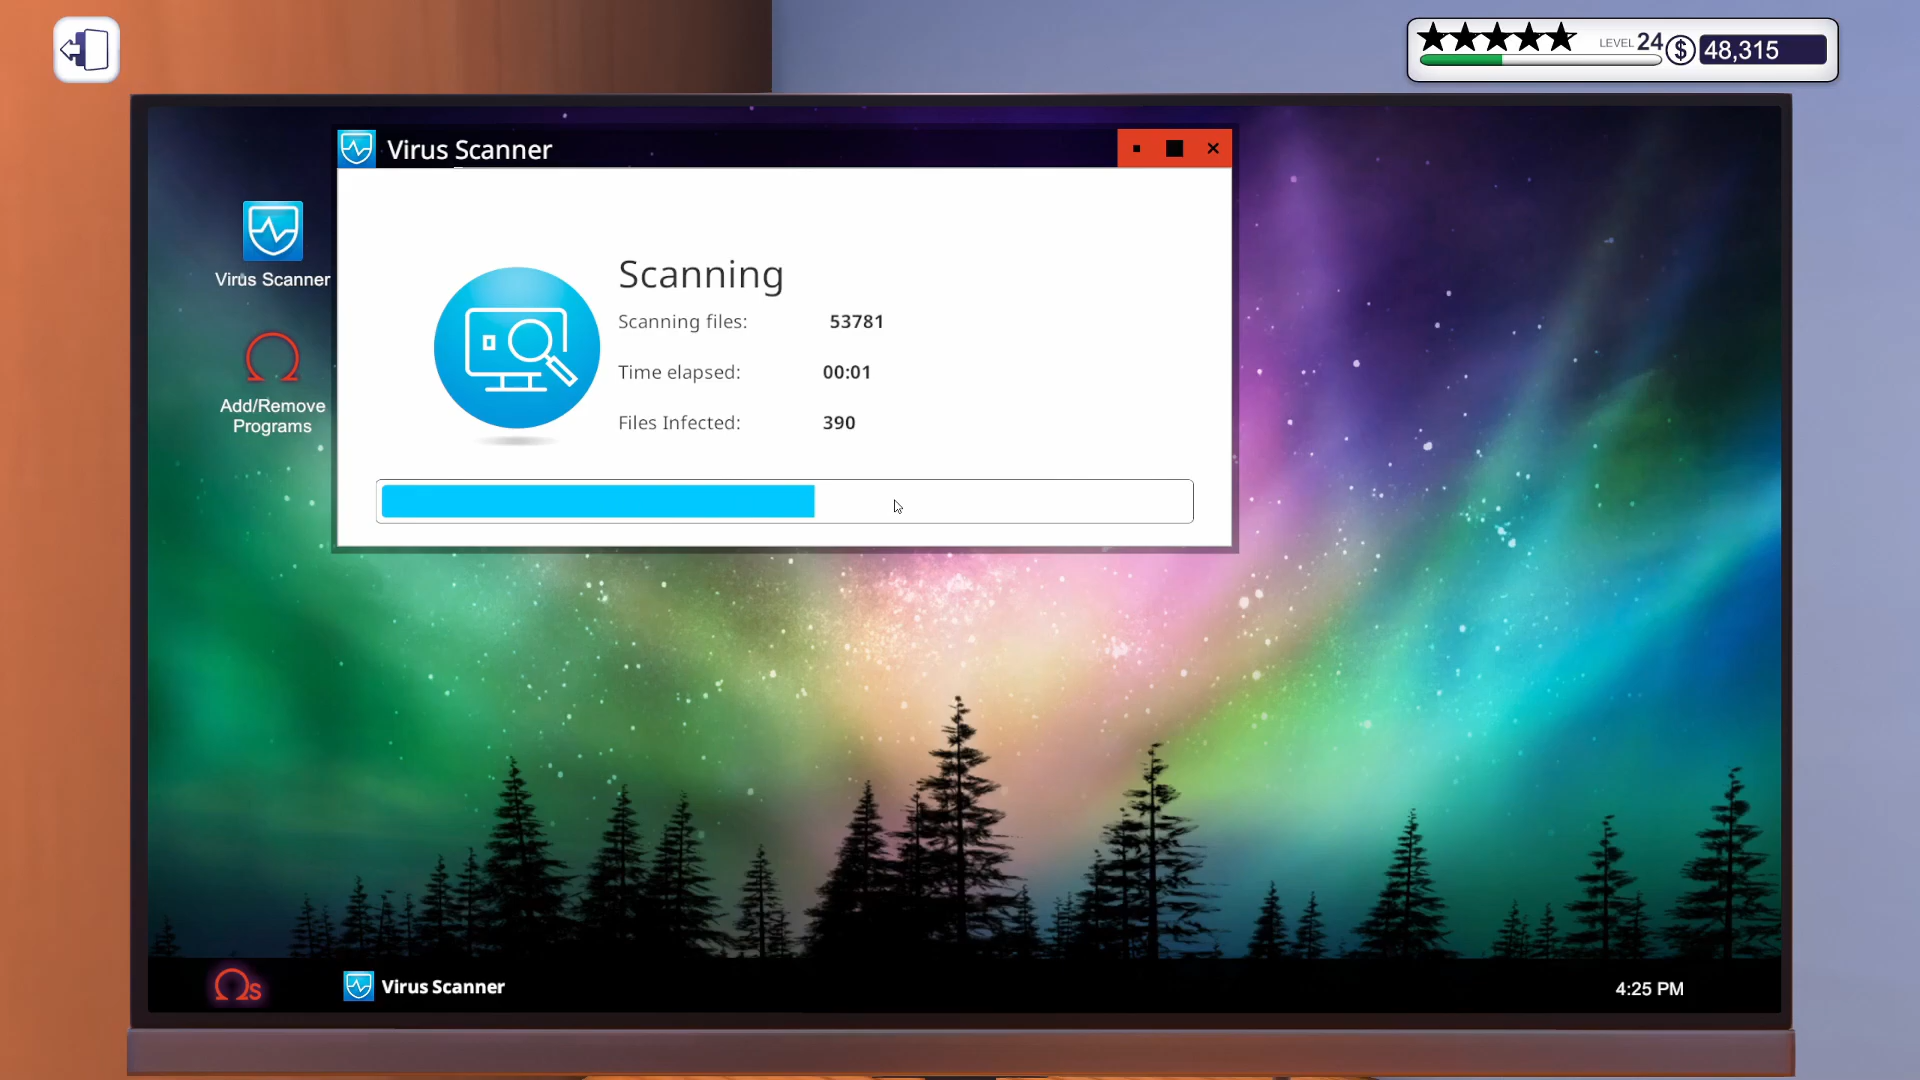 LEVEL 24 $ 48,315
Virus Scanner
Virus Scanner
Add/Remove
Programs
Scanning
Scanning files: 53781
Time elapsed: 00:01
Files Infected: 390
Ωs
Virus Scanner
4:25 PM